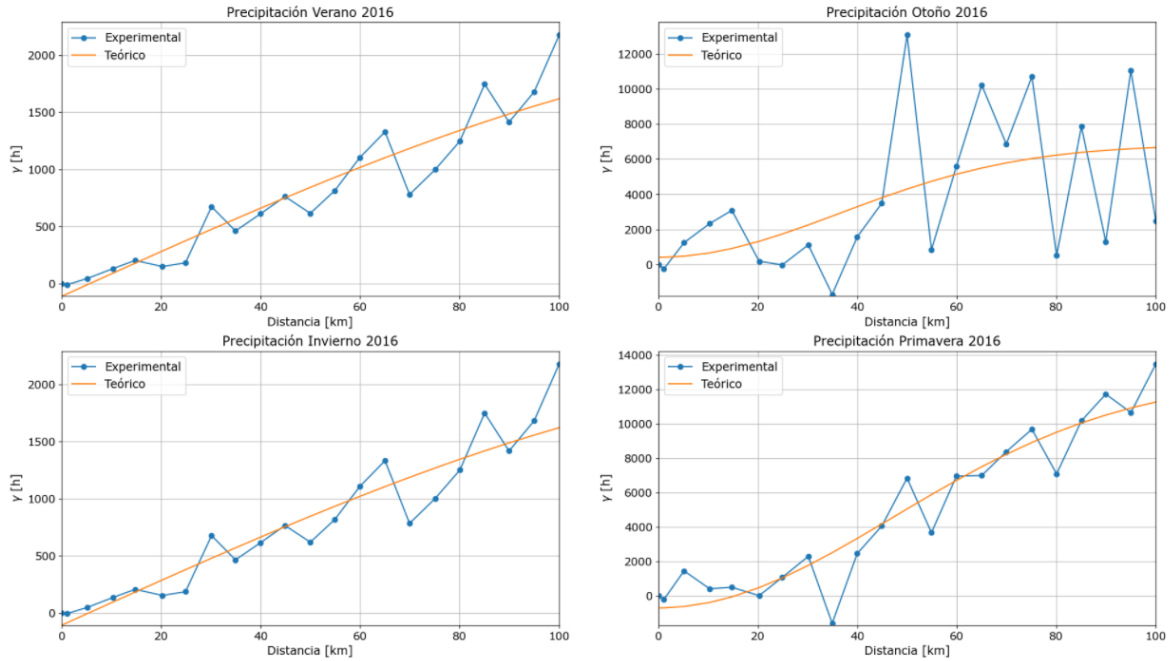 Precipitación Verano 2016
Experimental
Teórico
γ [h]
2000
1500
1000
500
0
0 20 40 60 80 100
Distancia [km]
Precipitación Otoño 2016
Experimental
Teórico
γ [h]
12000
10000
8000
6000
4000
2000
0
0 20 40 60 80 100
Distancia [km]
Precipitación Invierno 2016
Experimental
Teórico
γ [h]
2000
1500
1000
500
0
0 20 40 60 80 100
Distancia [km]
Precipitación Primavera 2016
Experimental
Teórico
γ [h]
14000
12000
10000
8000
6000
4000
2000
0
0 20 40 60 80 100
Distancia [km]